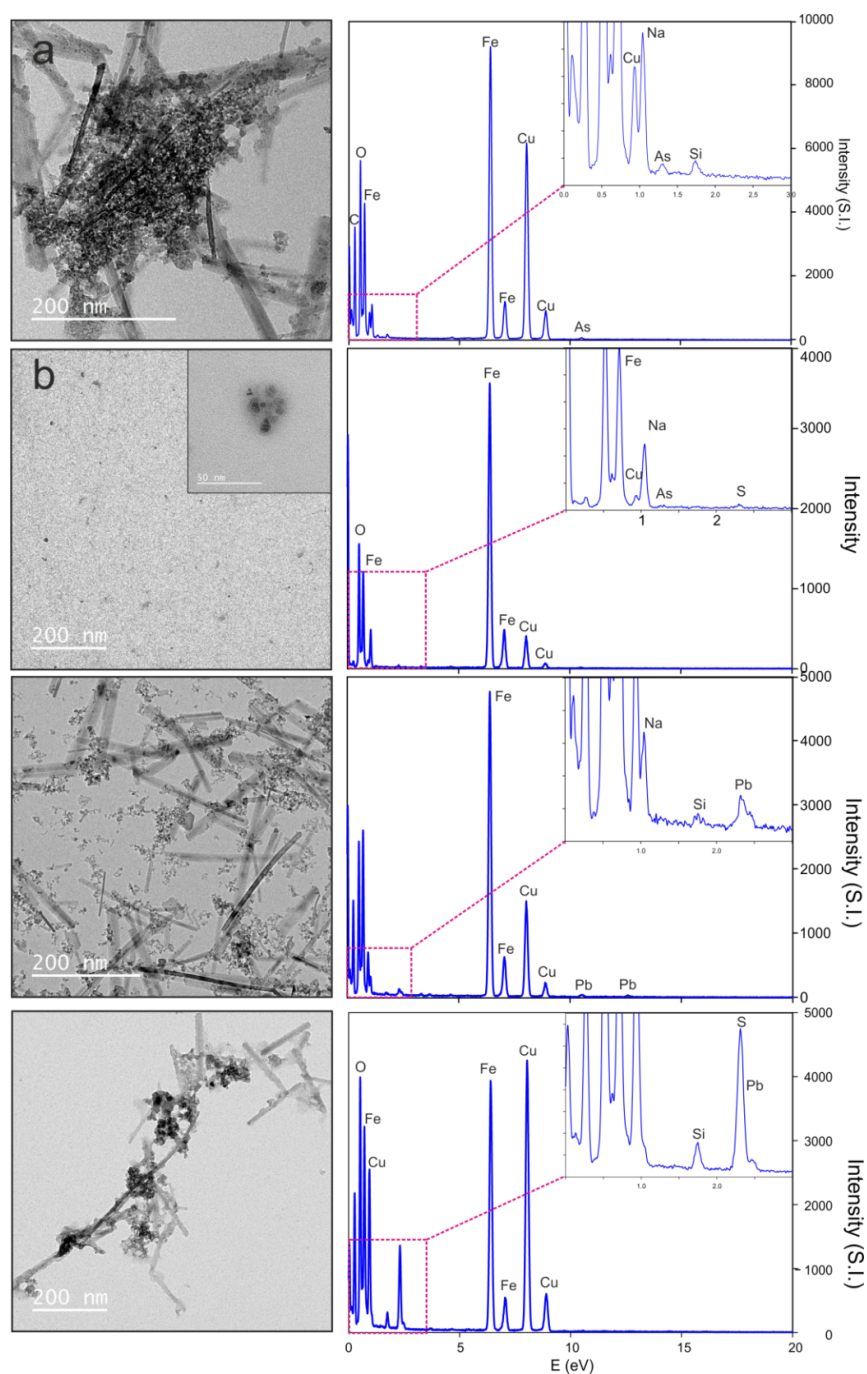 a
200 nm
Fe
O
Fe
C
Cu
Fe
Cu
As
Cu
Na
As
Si
0.0 0.5 1.0 1.5 2.0 2.5 3.0
10000
8000
6000
4000
2000
0
Intensity (S.I.)
b
50 nm
200 nm
Fe
O
Fe
Fe
Cu
Cu
Fe
Cu
Na
As
S
1 2
4000
3000
2000
1000
0
Intensity
200 nm
Fe
Cu
Fe
Cu
Pb
Pb
Na
Si
Pb
1.0 2.0
5000
4000
3000
2000
1000
0
Intensity (S.I.)
200 nm
O
Fe
Cu
Fe
Cu
Fe
Cu
S
Pb
Si
1.0 2.0
5000
4000
3000
2000
1000
0
Intensity (S.I.)
0 5 10 15 20
E (eV)